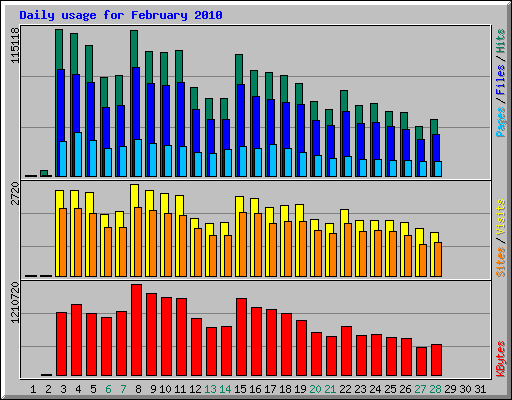 Daily usage for February 2010
115118
Pages / Files / Hits
2720
Sites / Visits
1210720
KBytes
1 2 3 4 5 6 7 8 9 10 11 12 13 14 15 16 17 18 19 20 21 22 23 24 25 26 27 28 29 30 31